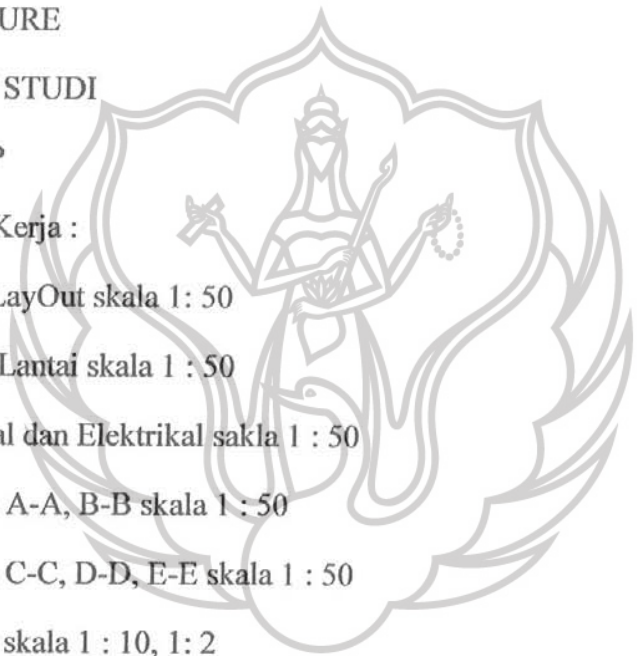 URE
STUDI
Kerja :
LayOut skala 1: 50
Lantai skala 1 : 50
al dan Elektrikal sakla 1 : 50
A-A, B-B skala 1 : 50
C-C, D-D, E-E skala 1 : 50
skala 1 : 10, 1: 2